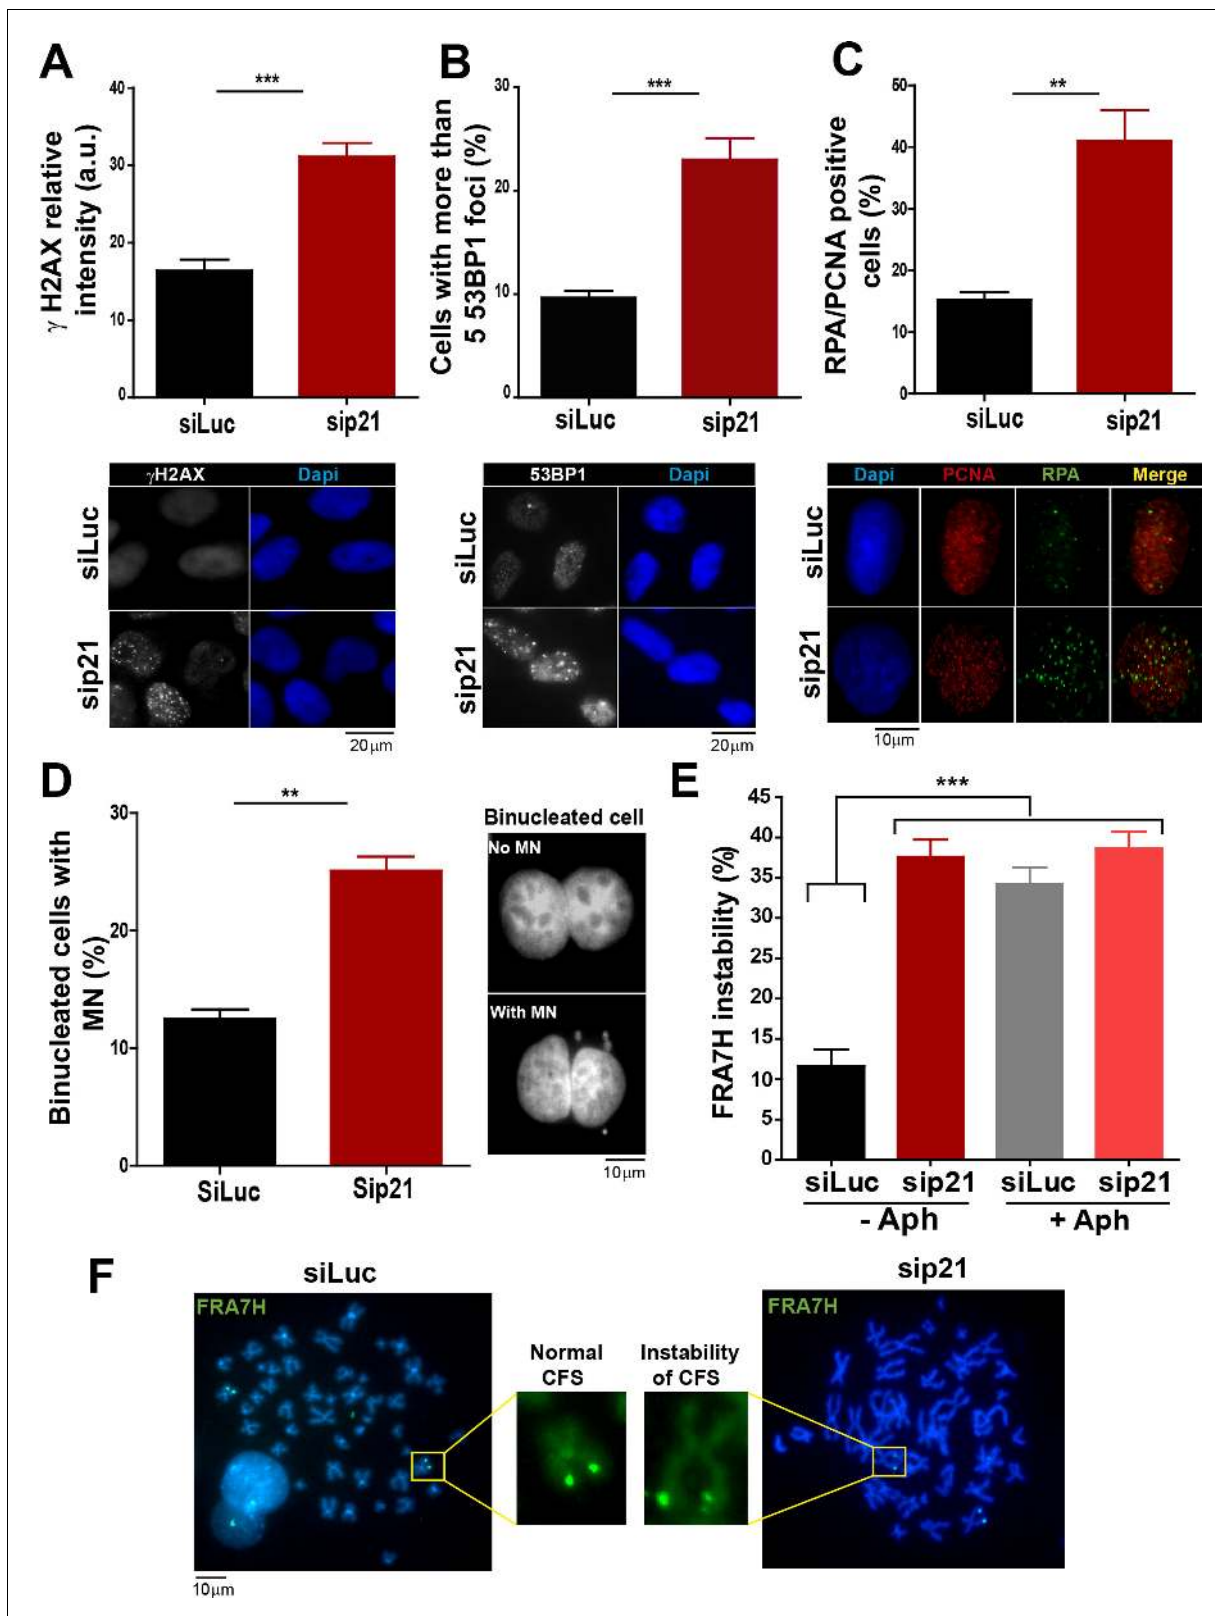 A
B
C
***
***
**
γ H2AX relative
intensity (a.u.)
40
30
20
10
0
siLuc
sip21
Cells with more than
5 53BP1 foci (%)
30
20
10
0
siLuc
sip21
RPA/PCNA positive
cells (%)
50
40
30
20
10
0
siLuc
sip21
γH2AX
Dapi
siLuc
sip21
20μm
53BP1
Dapi
siLuc
sip21
20μm
Dapi
PCNA
RPA
Merge
siLuc
sip21
10μm
D
Binucleated cells with
MN (%)
30
20
10
0
**
SiLuc
Sip21
Binucleated cell
No MN
With MN
10μm
E
FRA7H instability (%)
45
40
35
30
25
20
15
10
5
0
***
siLuc
sip21
siLuc
sip21
- Aph
+ Aph
F
siLuc
FRA7H
10μm
Normal
CFS
Instability
of CFS
sip21
FRA7H